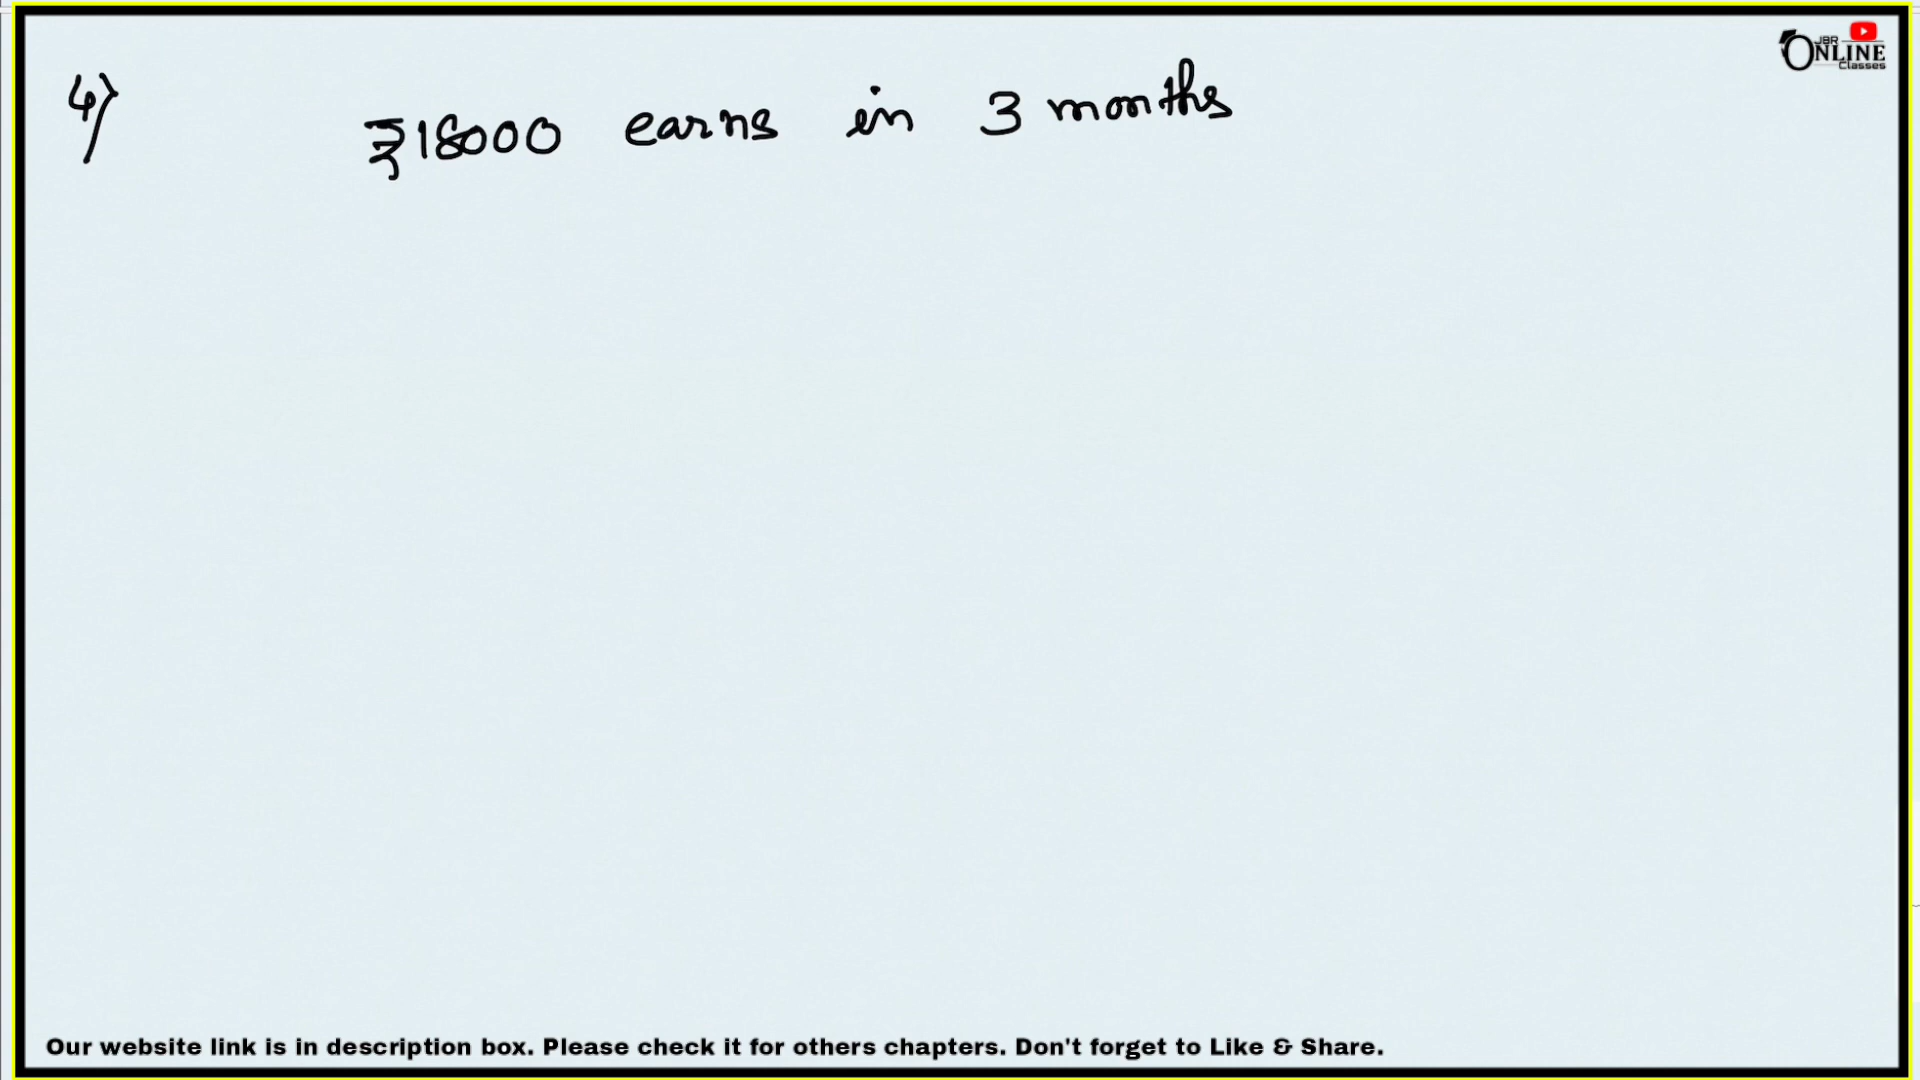 JBR
ONLINE
Classes
4)
₹18000 earns in 3 months
Our website link is in description box. Please check it for others chapters. Don't forget to Like & Share.